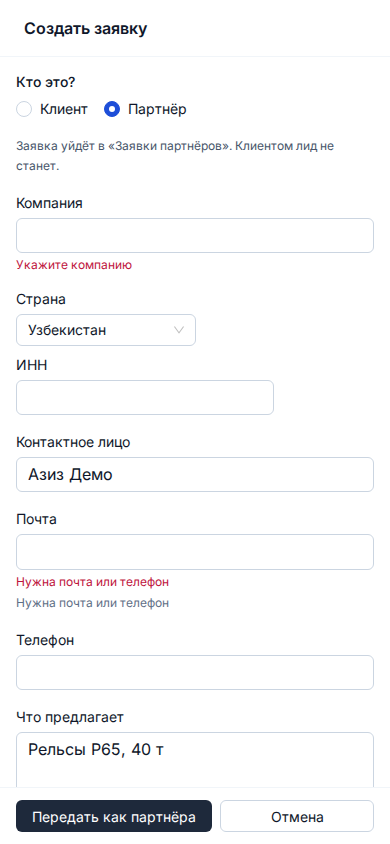 Создать заявку
Кто это?
Клиент Партнёр
Заявка уйдёт в «Заявки партнёров». Клиентом лид не
станет.
Компания
Укажите компанию
Страна
Узбекистан
ИНН
Контактное лицо
Азиз Демо
Почта
Нужна почта или телефон
Нужна почта или телефон
Телефон
Что предлагает
Рельсы Р65, 40 т
Передать как партнёра Отмена